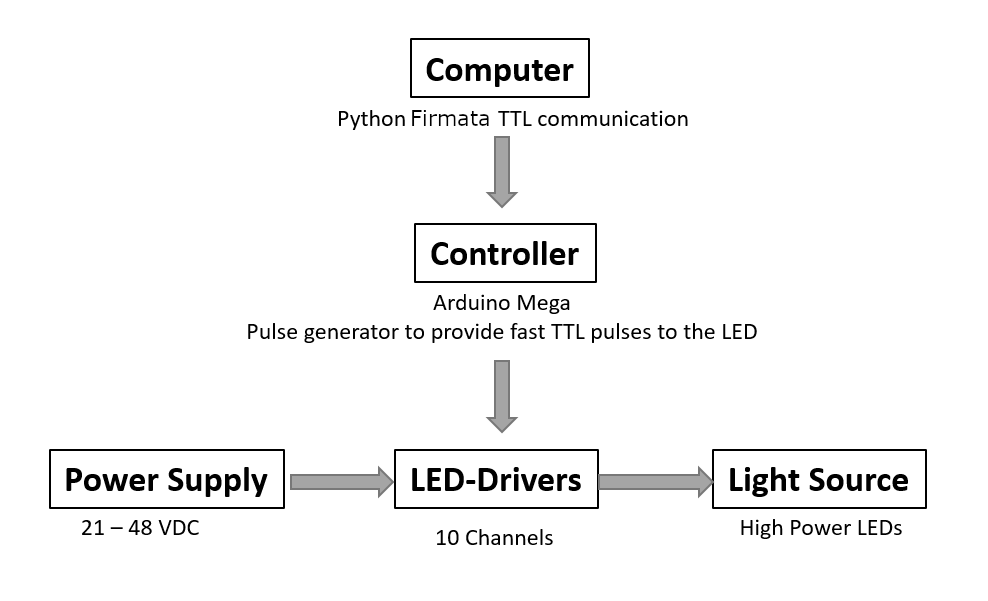 Computer
Python Firmata TTL communication
Controller
Arduino Mega
Pulse generator to provide fast TTL pulses to the LED
Power Supply
LED-Drivers
Light Source
21 – 48 VDC
10 Channels
High Power LEDs